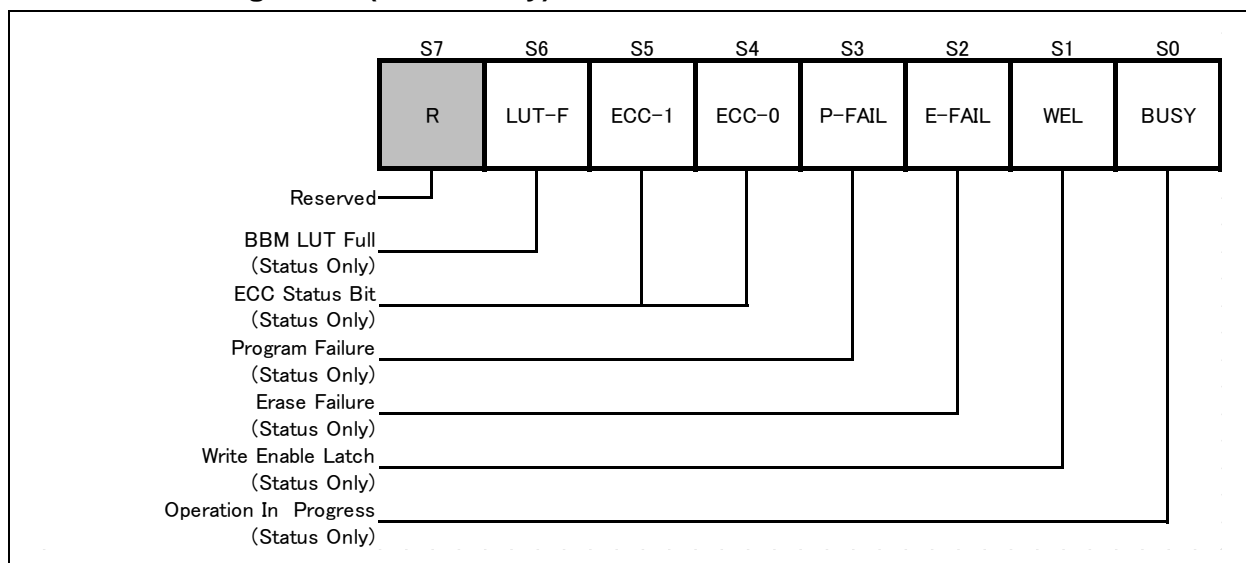 S7 S6 S5 S4 S3 S2 S1 S0
R LUT-F ECC-1 ECC-0 P-FAIL E-FAIL WEL BUSY
Reserved
BBM LUT Full
(Status Only)
ECC Status Bit
(Status Only)
Program Failure
(Status Only)
Erase Failure
(Status Only)
Write Enable Latch
(Status Only)
Operation In Progress
(Status Only)